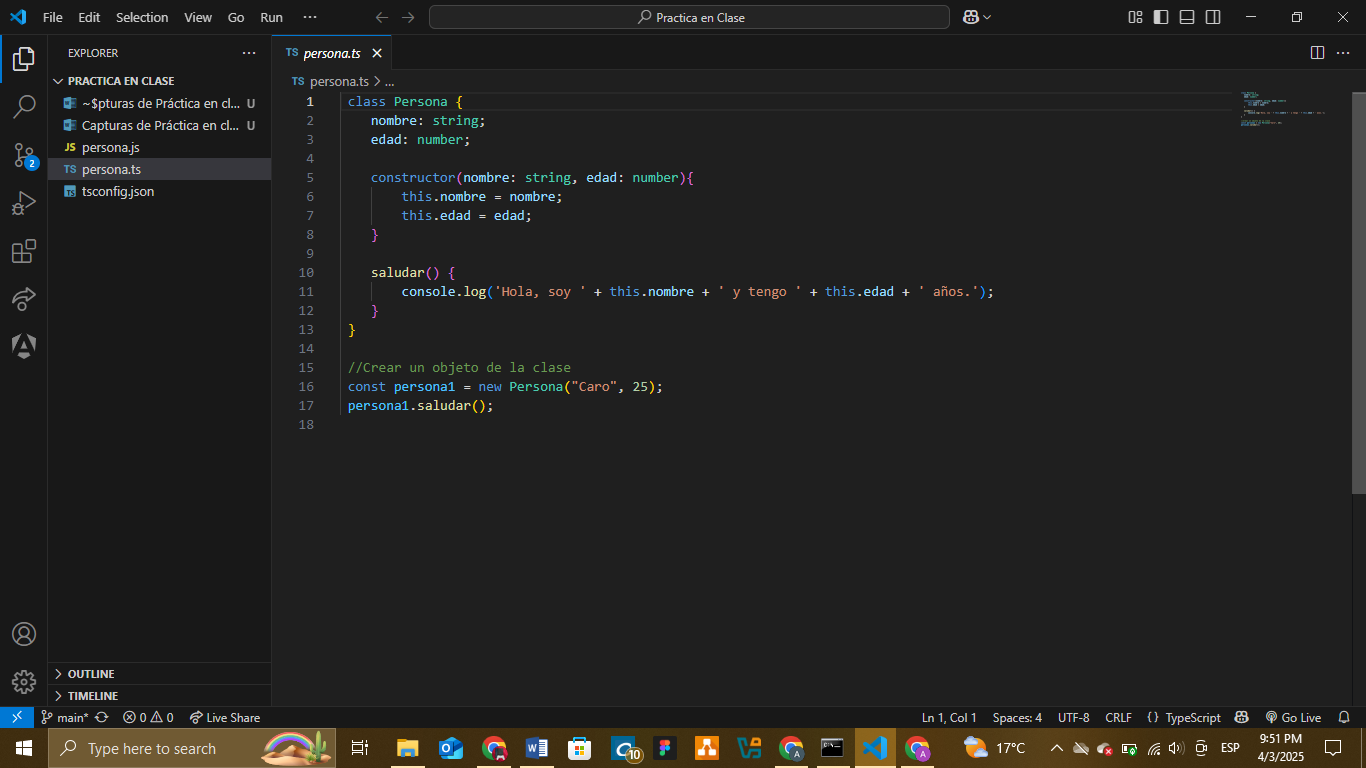 File Edit Selection View Go Run ···
Practica en Clase
EXPLORER ···
PRACTICA EN CLASE
~$pturas de Práctica en cl... U
Capturas de Práctica en cl... U
JS persona.js
TS persona.ts
tsconfig.json
2
OUTLINE
TIMELINE
TS persona.ts
TS persona.ts > ...
1 class Persona {
2 nombre: string;
3 edad: number;
4
5 constructor(nombre: string, edad: number){
6 this.nombre = nombre;
7 this.edad = edad;
8 }
9
10 saludar() {
11 console.log('Hola, soy ' + this.nombre + ' y tengo ' + this.edad + ' años.');
12 }
13 }
14
15 //Crear un objeto de la clase
16 const persona1 = new Persona("Caro", 25);
17 persona1.saludar();
18
main* 0 0 Live Share Ln 1, Col 1 Spaces: 4 UTF-8 CRLF {} TypeScript Go Live
Type here to search 10 17°C ESP 9:51 PM
4/3/2025